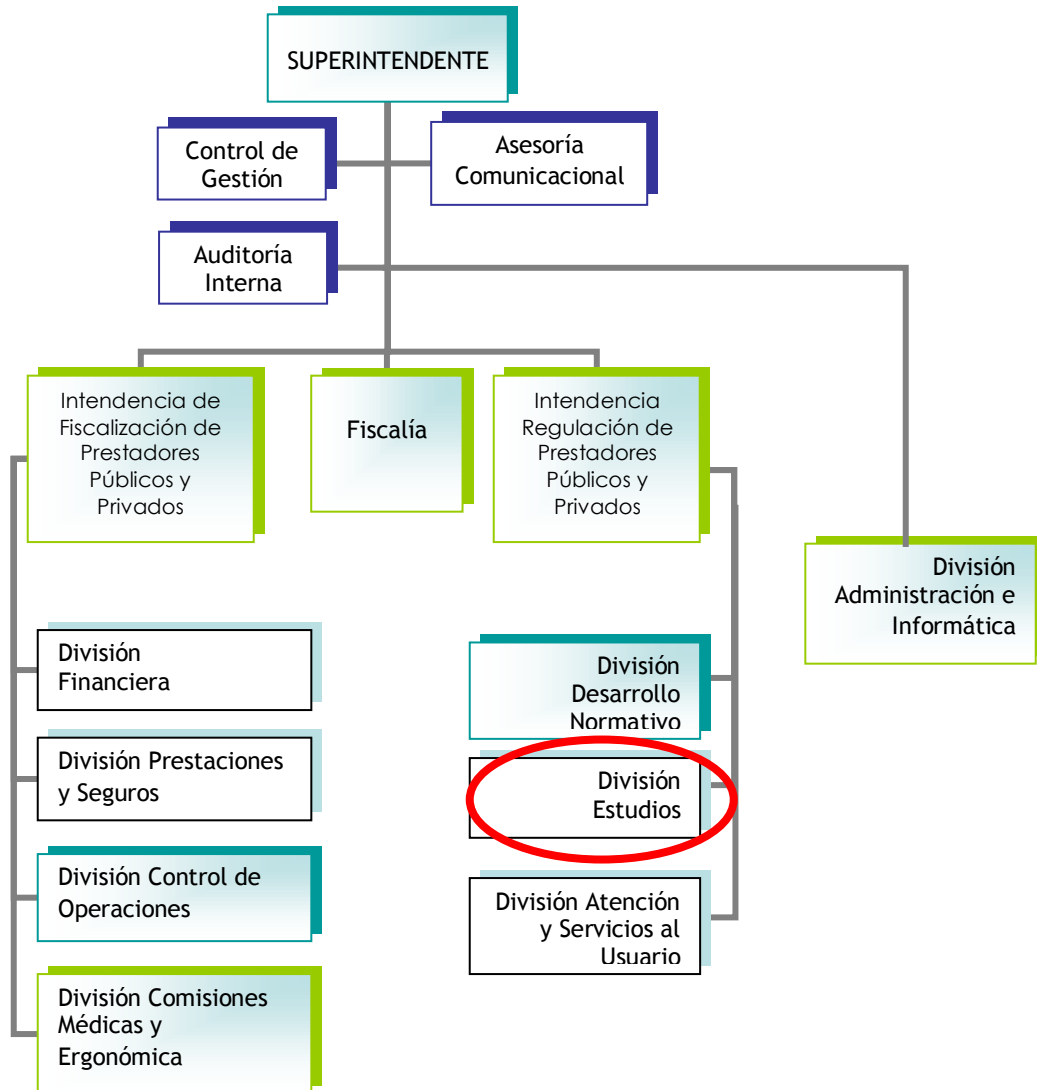 SUPERINTENDENTE
Control de
Gestión
Asesoría
Comunicacional
Auditoría
Interna
Intendencia de
Fiscalización de
Prestadores
Públicos y
Privados
Fiscalía
Intendencia
Regulación de
Prestadores
Públicos y
Privados
División
Administración e
Informática
División
Financiera
División Prestaciones
y Seguros
División Control de
Operaciones
División Comisiones
Médicas y
Ergonómica
División
Desarrollo
Normativo
División
Estudios
División Atención
y Servicios al
Usuario